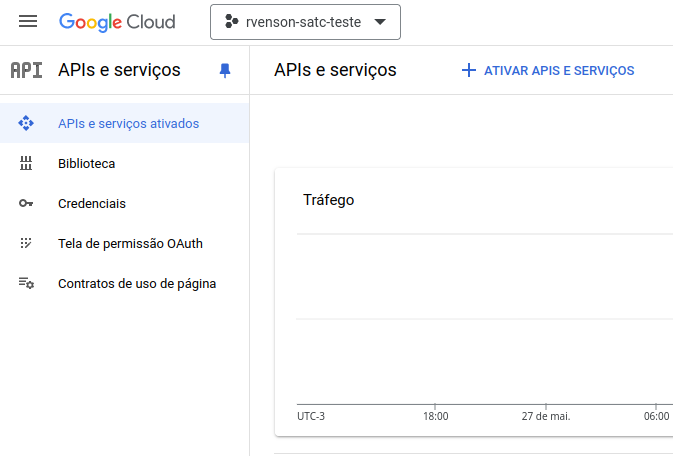 Google Cloud
rvenson-satc-teste
API APIs e serviços
APIs e serviços ativados
Biblioteca
Credenciais
Tela de permissão OAuth
Contratos de uso de página
APIs e serviços
+ ATIVAR APIS E SERVIÇOS
Tráfego
UTC-3 18:00 27 de mai. 06:00